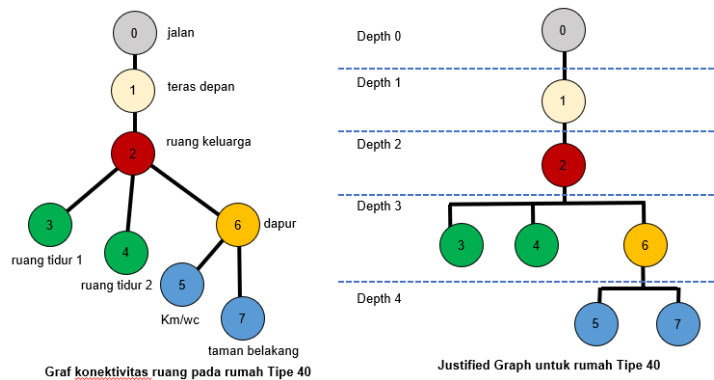 0
jalan
1
teras depan
2
ruang keluarga
3
ruang tidur 1
4
ruang tidur 2
6
dapur
5
Km/wc
7
taman belakang
Graf konektivitas ruang pada rumah Tipe 40
Depth 0
0
Depth 1
1
Depth 2
2
Depth 3
3
4
6
Depth 4
5
7
Justified Graph untuk rumah Tipe 40